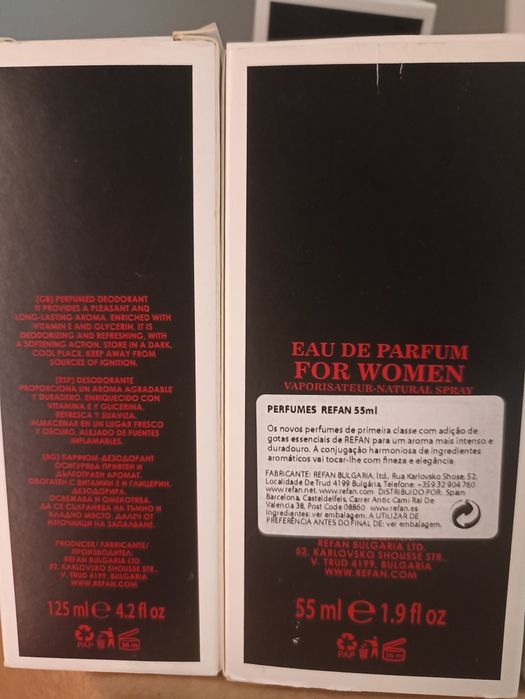 (GB) PERFUMED DEODORANT
IT PROVIDES A PLEASANT AND
LONG-LASTING AROMA. ENRICHED WITH
VITAMIN E AND GLYCERIN, IT IS
DEODORIZING AND REFRESHING, WITH
A SOFTENING ACTION. STORE IN A DARK,
COOL PLACE. KEEP AWAY FROM
SOURCES OF IGNITION.
(ESP) DESODORANTE
PROPORCIONA UN AROMA AGRADABLE
Y DURADERO. ENRIQUECIDO CON
VITAMINA E Y GLICERINA,
REFRESCA Y SUAVIZA.
ALMACENAR EN UN LUGAR FRESCO
Y OSCURO, ALEJADO DE FUENTES
INFLAMABLES.
(BG) ПАРФЮМ-ДЕЗОДОРАНТ
ОСИГУРЯВА ПРИЯТЕН И
ДЪЛГОТРАЕН АРОМАТ.
ОБОГАТЕН С ВИТАМИН Е И ГЛИЦЕРИН,
ДЕЗОДОРИРА,
ОСВЕЖАВА И ОМЕКОТЯВА.
ДА СЕ СЪХРАНЯВА НА ТЪМНО И
ХЛАДНО МЯСТО, ДАЛЕЧ ОТ
ИЗТОЧНИЦИ НА ЗАПАЛВАНЕ.
PRODUCER/ FABRICANTE/
ПРОИЗВОДИТЕЛ:
REFAN BULGARIA LTD.
52, KARLOVSKO SHOUSSE STR.,
V. TRUD 4199, BULGARIA
WWW.REFAN.COM
125 ml e 4.2 fl oz
PAP
36 m
EAU DE PARFUM
FOR WOMEN
VAPORISATEUR-NATURAL SPRAY
PERFUMES REFAN 55ml
Os novos perfumes de primeira classe com adição de
gotas essenciais de REFAN para um aroma mais intenso e
duradouro. A conjugação harmoniosa de ingredientes
aromáticos vai tocar-lhe com fineza e elegância
FABRICANTE: REFAN BULGARIA, ltd., Rua Karlovsko Shose, 52,
Localidade De Trud 4199 Bulgária, Telefone: +359 32 904 760
www.refan.net, www.refan.com DISTRIBUIDO POR: Spain
Barcelona, Casteldelfels, Carrer Antic Cami Ral De
Valencia 38, Post Code 08860 www.refan.es
Ingredientes: ver embalagem. A UTILIZAR DE
PREFERÊNCIA ANTES DO FINAL DE: ver embalagem.
REFAN BULGARIA LTD.
52, KARLOVSKO SHOUSSE STR.,
V. TRUD 4199, BULGARIA
WWW.REFAN.COM
55 ml e 1.9 fl oz
PAP
36 m